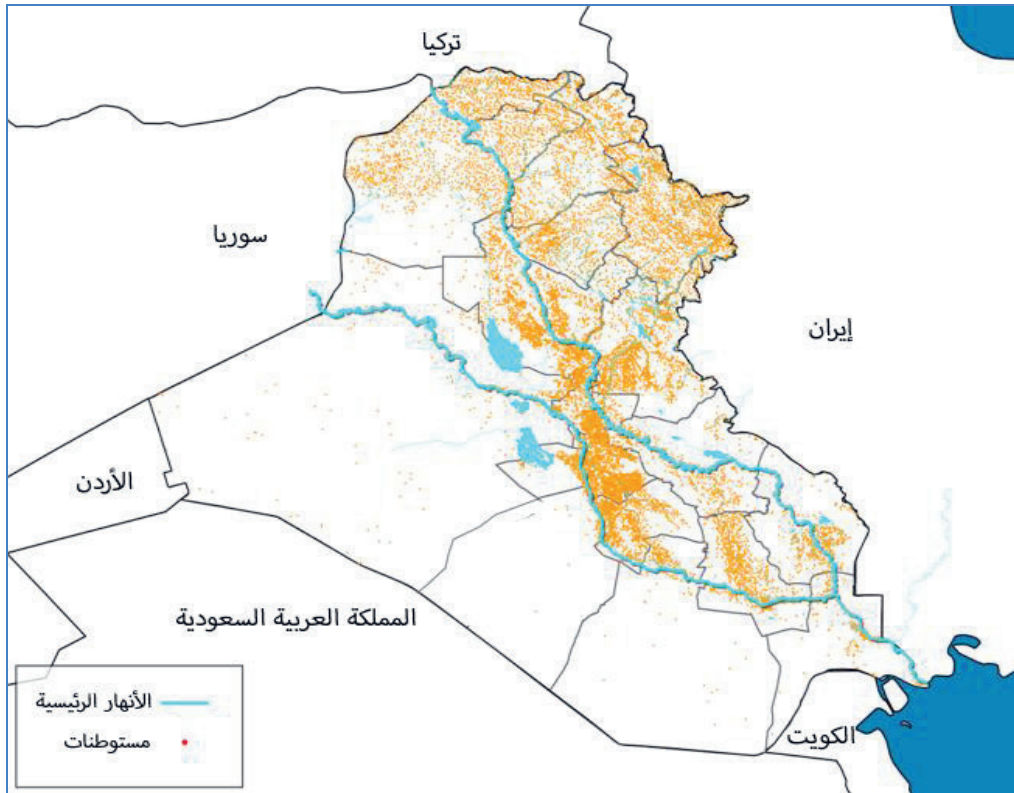 تركيا
سوريا
إيران
الأردن
المملكة العربية السعودية
الكويت
الأنهار الرئيسية
مستوطنات